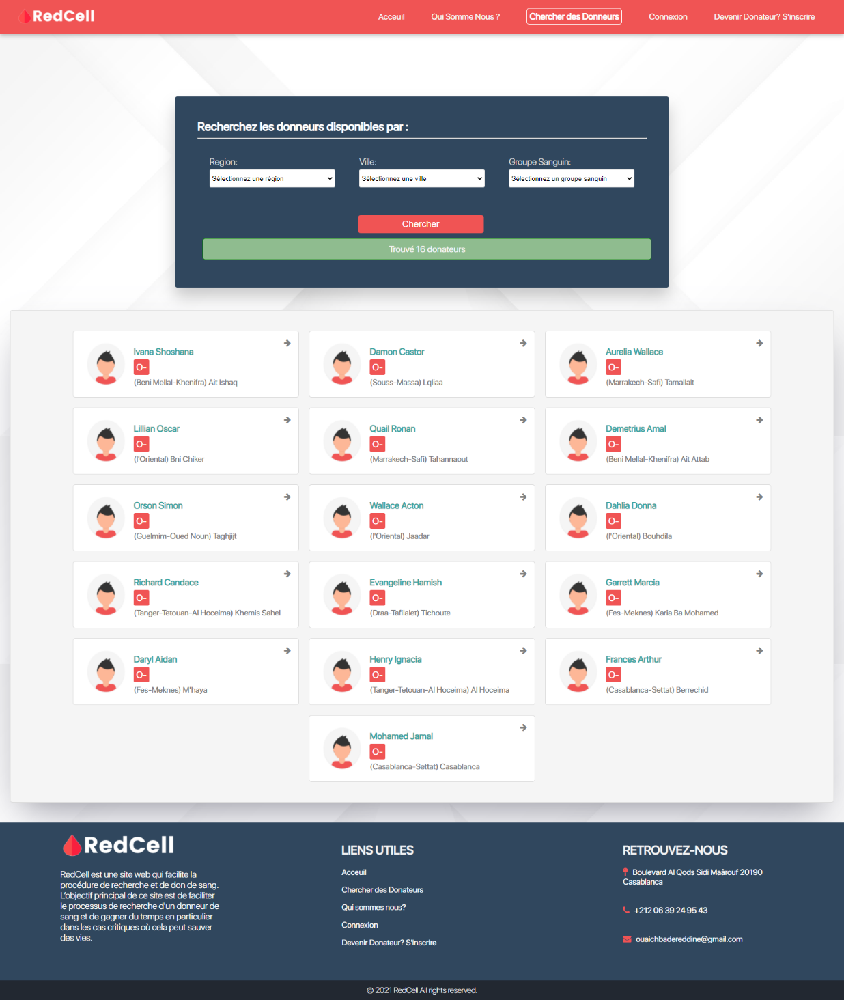 RedCell
Acceuil
Qui Somme Nous ?
Chercher des Donneurs
Connexion
Devenir Donateur? S'inscrire
Recherchez les donneurs disponibles par :
Region:
Ville:
Groupe Sanguin:
Sélectionnez une région
Sélectionnez une ville
Sélectionnez un groupe sanguin
Chercher
Trouvé 16 donateurs
Ivana Shoshana
O-
(Beni Mellal-Khenifra) Ait Ishaq
Damon Castor
O-
(Souss-Massa) Lqliaa
Aurelia Wallace
O-
(Marrakech-Safi) Tamallalt
Lillian Oscar
O-
(l'Oriental) Bni Chiker
Quail Ronan
O-
(Marrakech-Safi) Tahannaout
Demetrius Amal
O-
(Beni Mellal-Khenifra) Ait Attab
Orson Simon
O-
(Guelmim-Oued Noun) Taghjijt
Wallace Acton
O-
(l'Oriental) Jaadar
Dahlia Donna
O-
(l'Oriental) Bouhdila
Richard Candace
O-
(Tanger-Tetouan-Al Hoceima) Khemis Sahel
Evangeline Hamish
O-
(Draa-Tafilalet) Tichoute
Garrett Marcia
O-
(Fes-Meknes) Karia Ba Mohamed
Daryl Aidan
O-
(Fes-Meknes) M'haya
Henry Ignacia
O-
(Tanger-Tetouan-Al Hoceima) Al Hoceima
Frances Arthur
O-
(Casablanca-Settat) Berrechid
Mohamed Jamal
O-
(Casablanca-Settat) Casablanca
RedCell
RedCell est une site web qui facilite la
procédure de recherche et de don de sang.
L'objectif principal de ce site est de faciliter
le processus de recherche d'un donneur de
sang et de gagner du temps en particulier
dans les cas critiques où cela peut sauver
des vies.
LIENS UTILES
Acceuil
Chercher des Donateurs
Qui sommes nous?
Connexion
Devenir Donateur? S'inscrire
RETROUVEZ-NOUS
Boulevard Al Qods Sidi Maârouf 20190
Casablanca
+212 06 39 24 95 43
ouaichbadereddine@gmail.com
© 2021 RedCell All rights reserved.